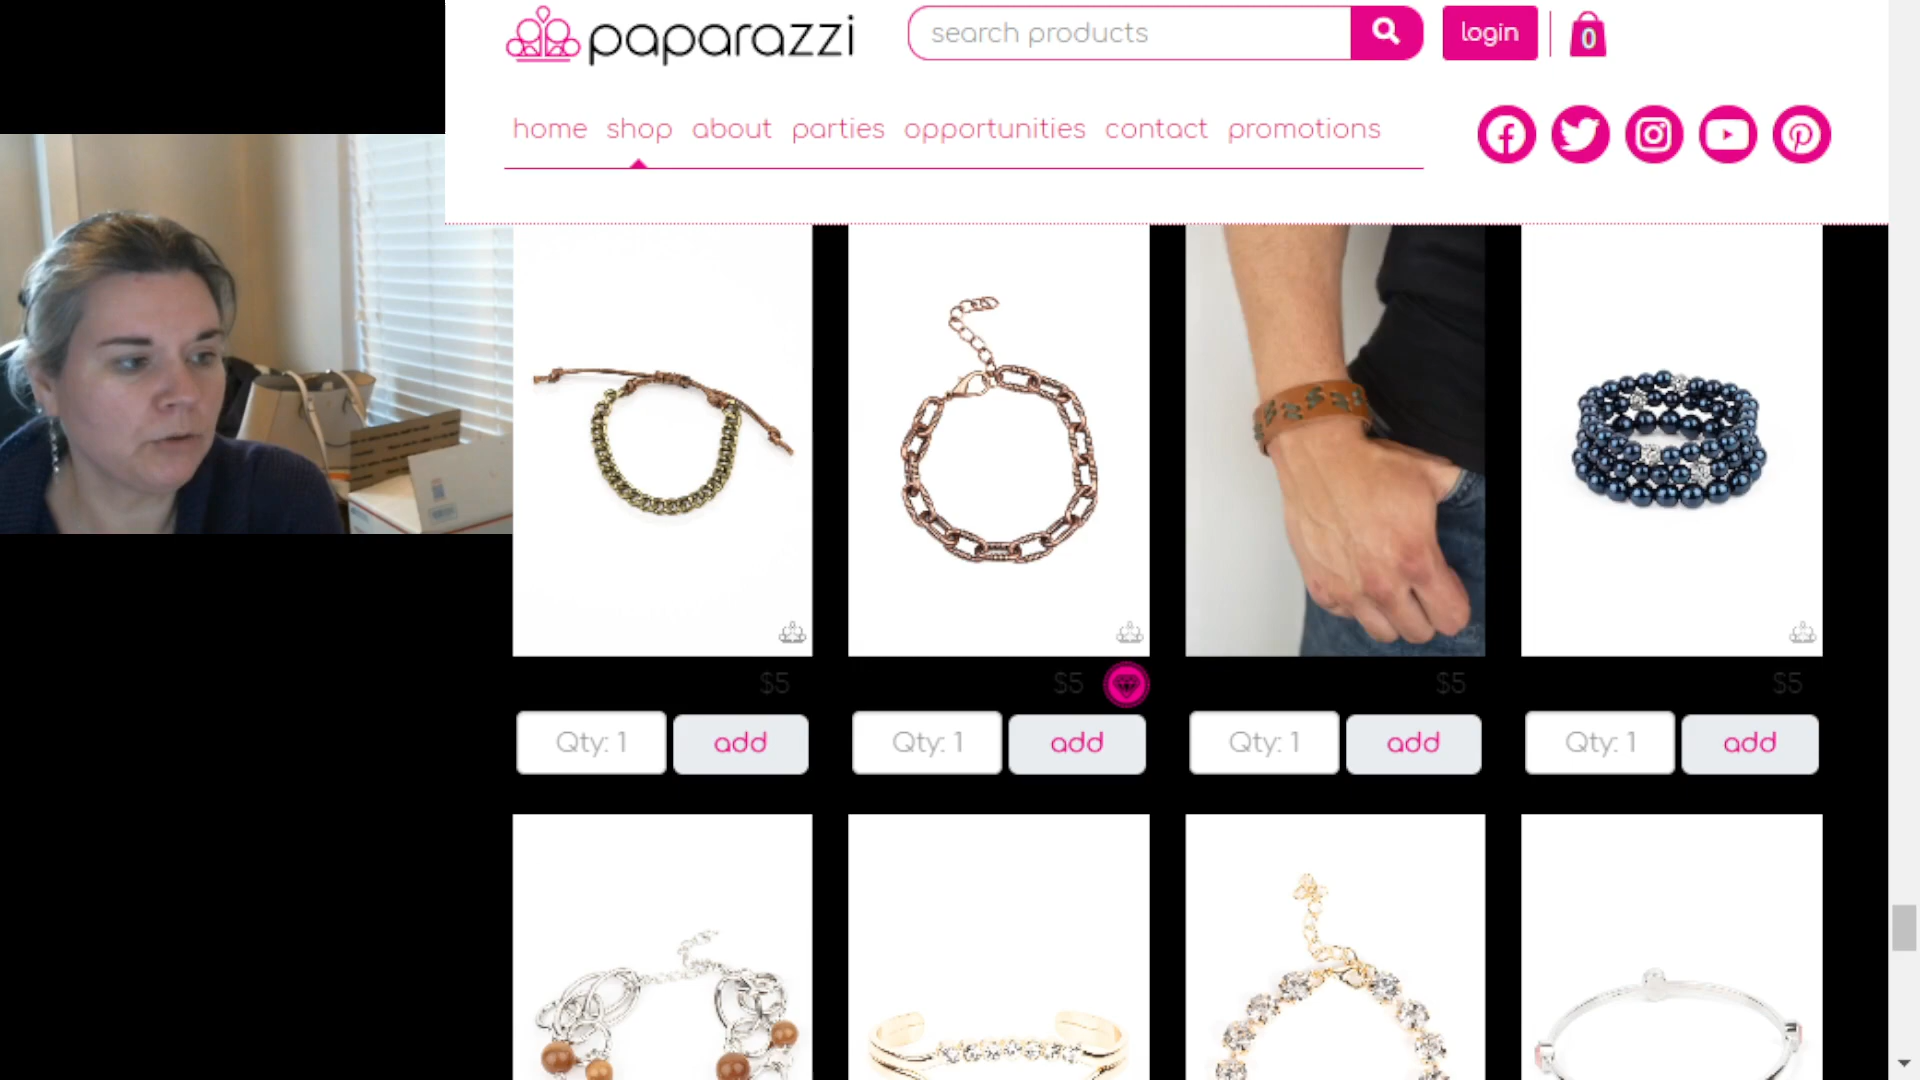 paparazzi
search products
login
0
home shop about parties opportunities contact promotions
$5
$5
$5
$5
Qty: 1 add
Qty: 1 add
Qty: 1 add
Qty: 1 add